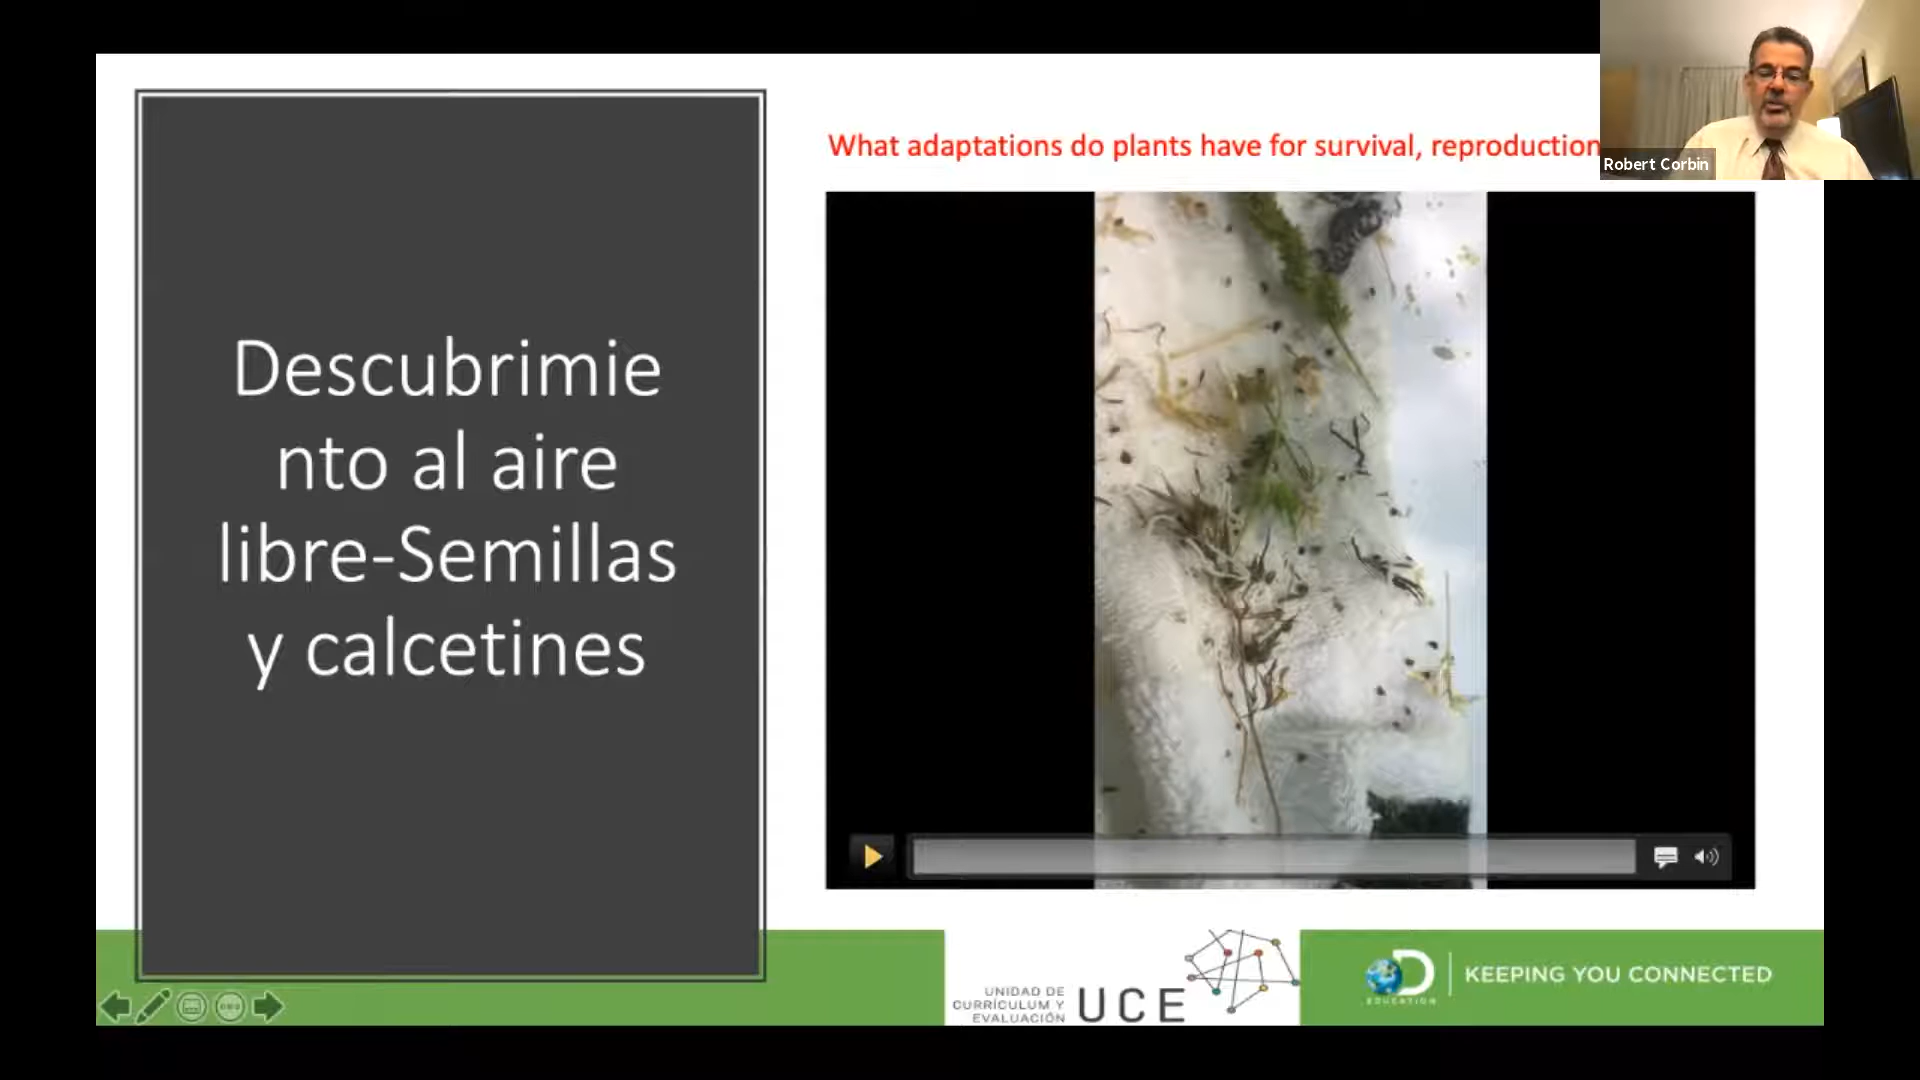 What adaptations do plants have for survival, reproduction
Robert Corbin
Descubrimie
nto al aire
libre-Semillas
y calcetines
UNIDAD DE
CURRÍCULUM Y
EVALUACIÓN
UCE
D
EDUCATION
KEEPING YOU CONNECTED